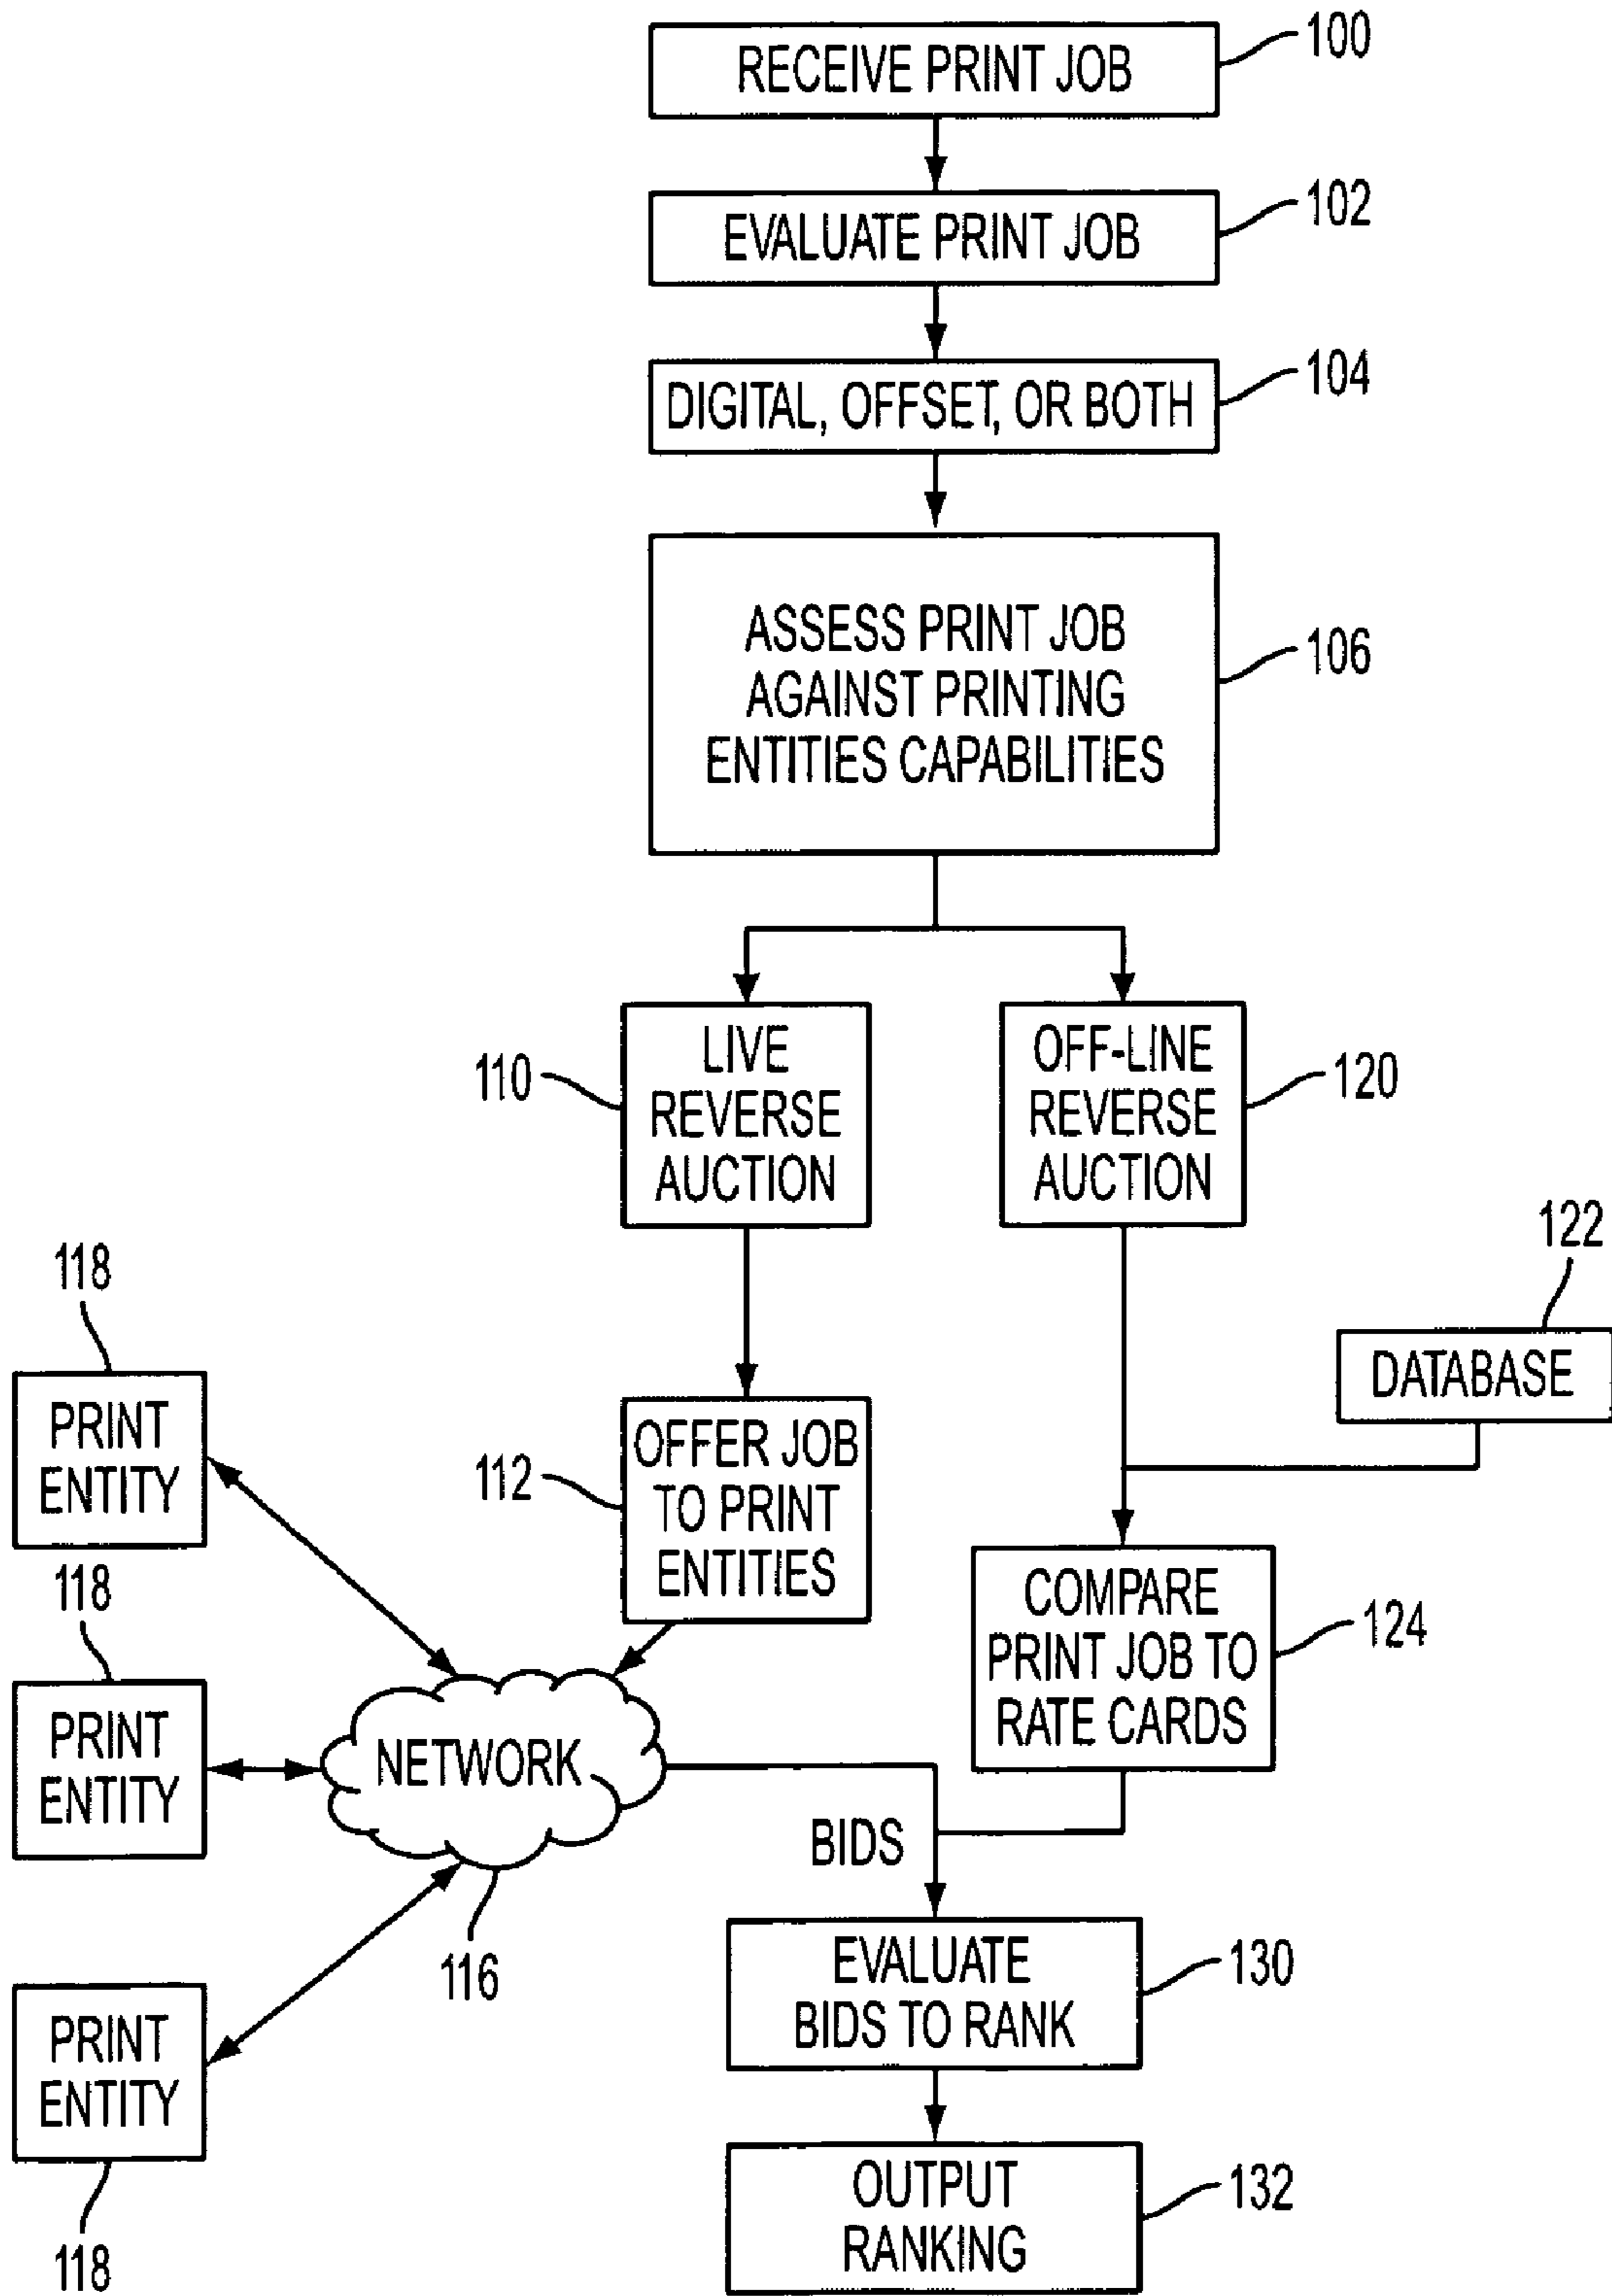 RECEIVE PRINT JOB
100
EVALUATE PRINT JOB
102
DIGITAL, OFFSET, OR BOTH
104
ASSESS PRINT JOB
AGAINST PRINTING
ENTITIES CAPABILITIES
106
110
LIVE
REVERSE
AUCTION
OFF-LINE
REVERSE
AUCTION
120
122
DATABASE
118
PRINT
ENTITY
112
OFFER JOB
TO PRINT
ENTITIES
COMPARE
PRINT JOB TO
RATE CARDS
124
118
PRINT
ENTITY
NETWORK
116
BIDS
PRINT
ENTITY
118
EVALUATE
BIDS TO RANK
130
OUTPUT
RANKING
132